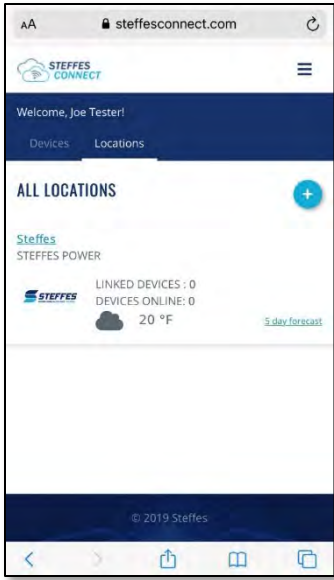 AA steffesconnect.com
STEFFES
CONNECT
Welcome, Joe Tester!
Devices Locations
ALL LOCATIONS
+
Steffes
STEFFES POWER
STEFFES
LINKED DEVICES : 0
DEVICES ONLINE: 0
20 °F
5 day forecast
© 2019 Steffes